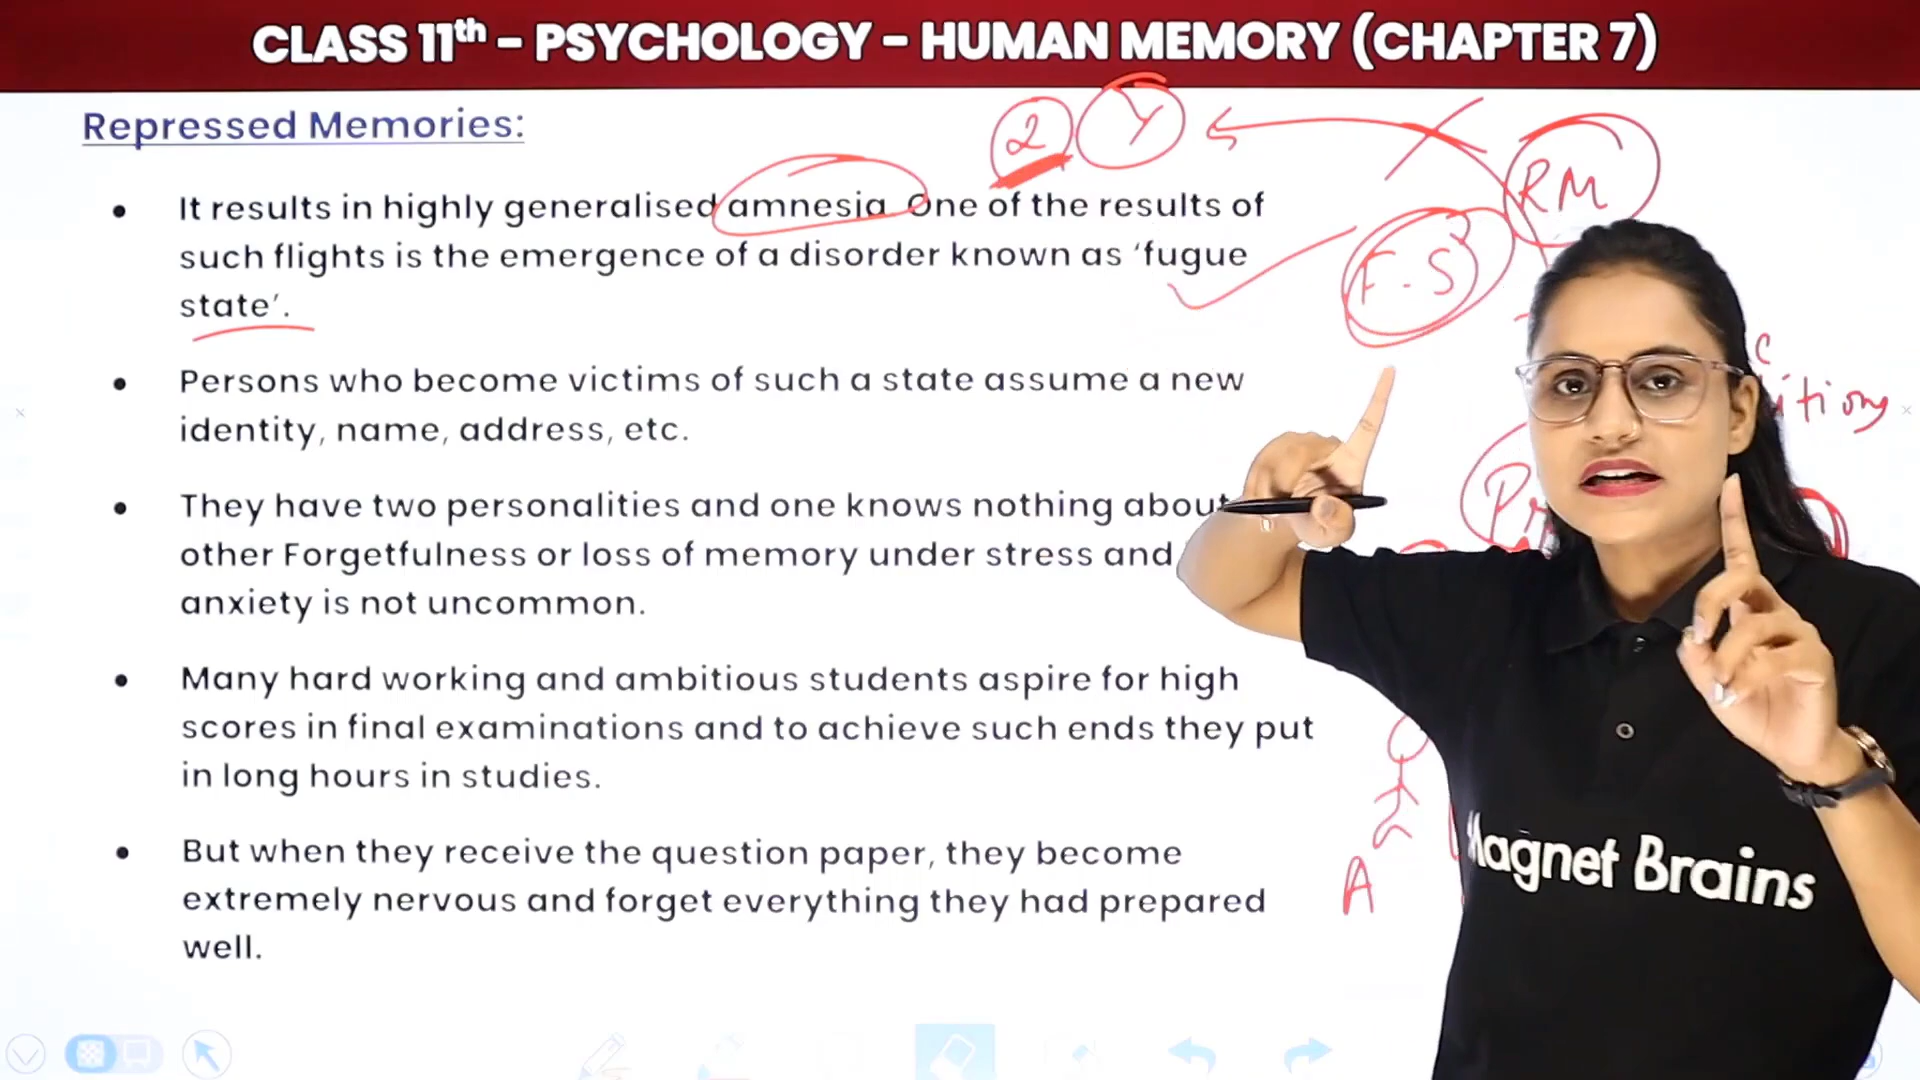 CLASS 11th – PSYCHOLOGY – HUMAN MEMORY (CHAPTER 7)
Repressed Memories:
2 Y
RM
• It results in highly generalised amnesia. One of the results of
such flights is the emergence of a disorder known as ‘fugue
state’.
F.S
• Persons who become victims of such a state assume a new
identity, name, address, etc.
• They have two personalities and one knows nothing about
other Forgetfulness or loss of memory under stress and
anxiety is not uncommon.
• Many hard working and ambitious students aspire for high
scores in final examinations and to achieve such ends they put
in long hours in studies.
• But when they receive the question paper, they become
extremely nervous and forget everything they had prepared
well.
A
Magnet Brains